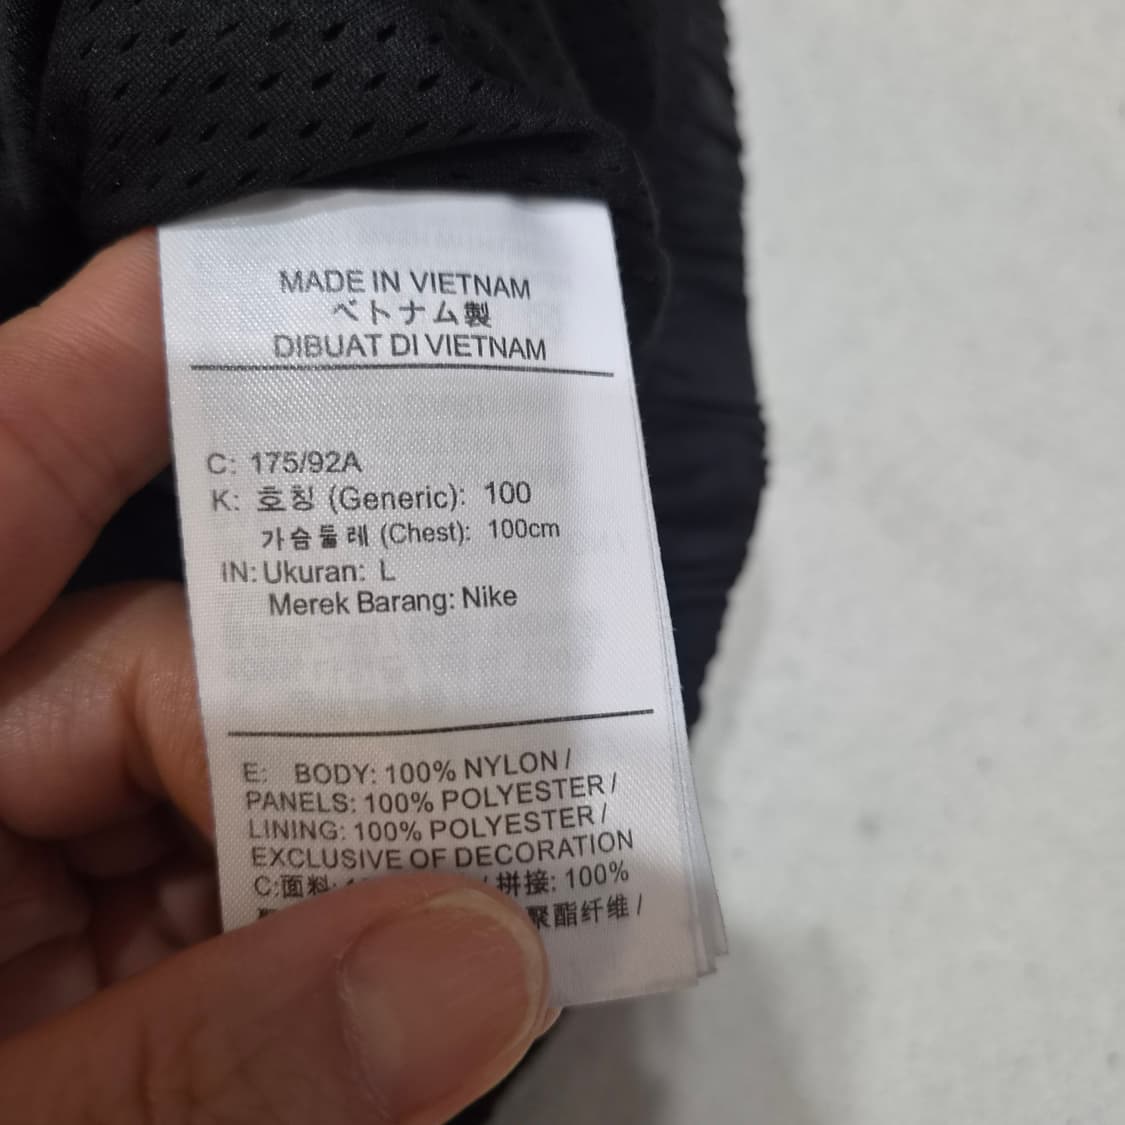 MADE IN VIETNAM
ベトナム製
DIBUAT DI VIETNAM
C: 175/92A
K: 호칭 (Generic): 100
가슴둘레 (Chest): 100cm
IN: Ukuran: L
Merek Barang: Nike
E: BODY: 100% NYLON /
PANELS: 100% POLYESTER /
LINING: 100% POLYESTER /
EXCLUSIVE OF DECORATION
C:面料: / 拼接: 100%
聚酯纤维 /